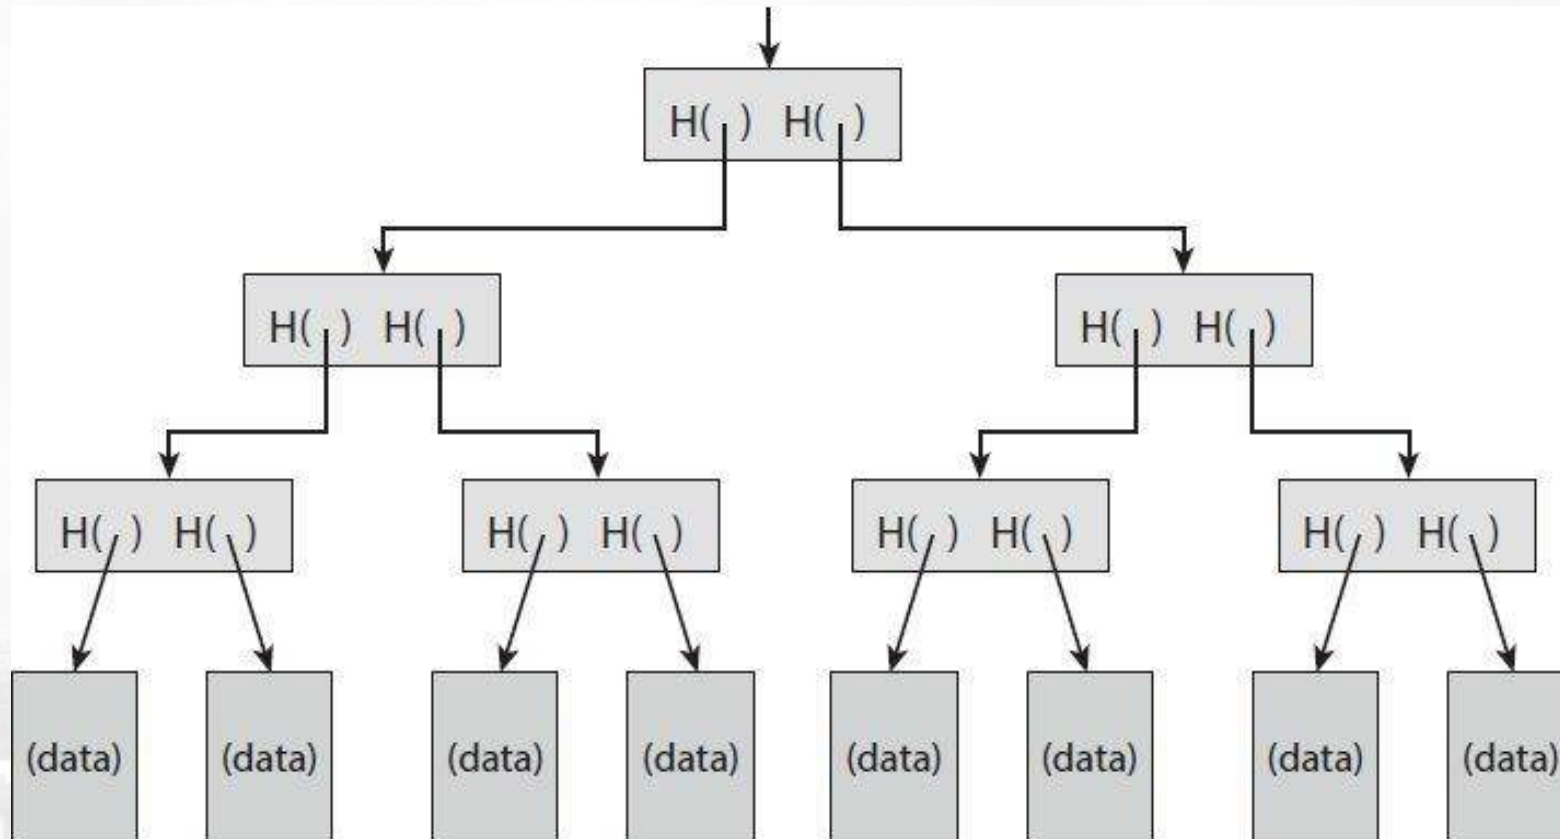 H( ) H( )
H( ) H( ) H( ) H( )
H( ) H( ) H( ) H( ) H( ) H( ) H( ) H( )
(data) (data) (data) (data) (data) (data) (data) (data)